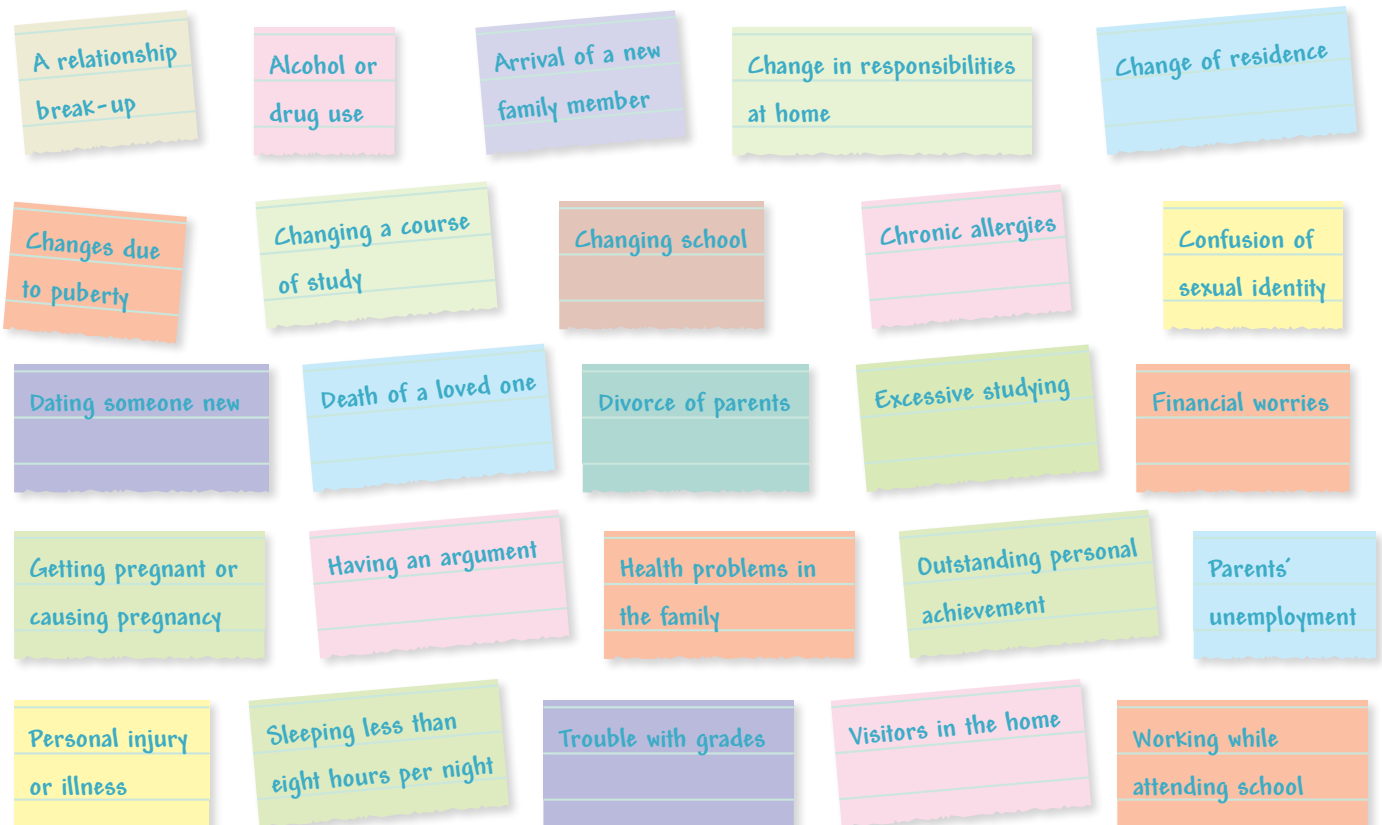 A relationship
break-up
Alcohol or
drug use
Arrival of a new
family member
Change in responsibilities
at home
Change of residence
Changes due
to puberty
Changing a course
of study
Changing school
Chronic allergies
Confusion of
sexual identity
Dating someone new
Death of a loved one
Divorce of parents
Excessive studying
Financial worries
Getting pregnant or
causing pregnancy
Having an argument
Health problems in
the family
Outstanding personal
achievement
Parents'
unemployment
Personal injury
or illness
Sleeping less than
eight hours per night
Trouble with grades
Visitors in the home
Working while
attending school